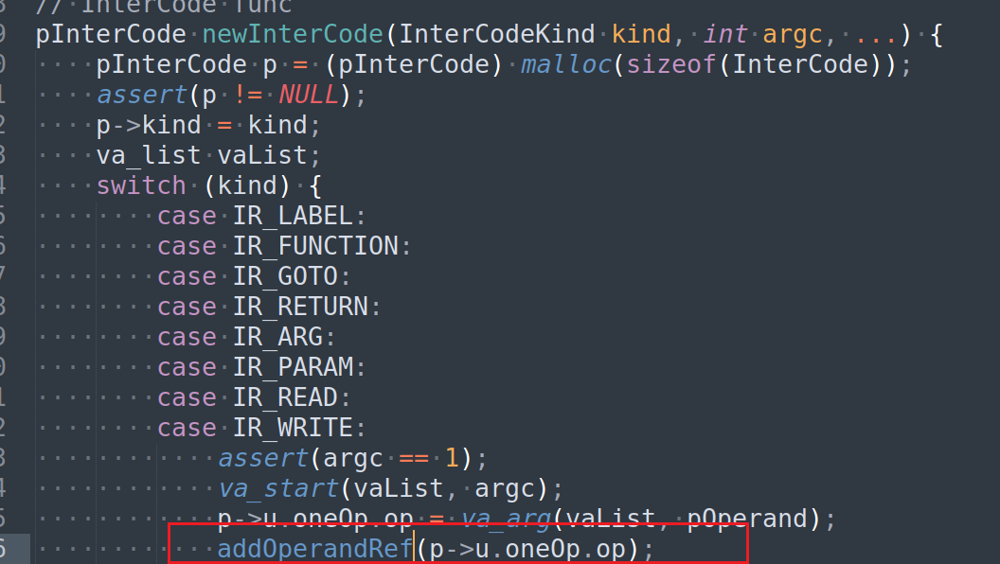 // InterCode func
pInterCode newInterCode(InterCodeKind kind, int argc, ...) {
    pInterCode p = (pInterCode) malloc(sizeof(InterCode));
    assert(p != NULL);
    p->kind = kind;
    va_list vaList;
    switch (kind) {
        case IR_LABEL:
        case IR_FUNCTION:
        case IR_GOTO:
        case IR_RETURN:
        case IR_ARG:
        case IR_PARAM:
        case IR_READ:
        case IR_WRITE:
            assert(argc == 1);
            va_start(vaList, argc);
            p->u.oneOp.op = va_arg(vaList, pOperand);
            addOperandRef(p->u.oneOp.op);